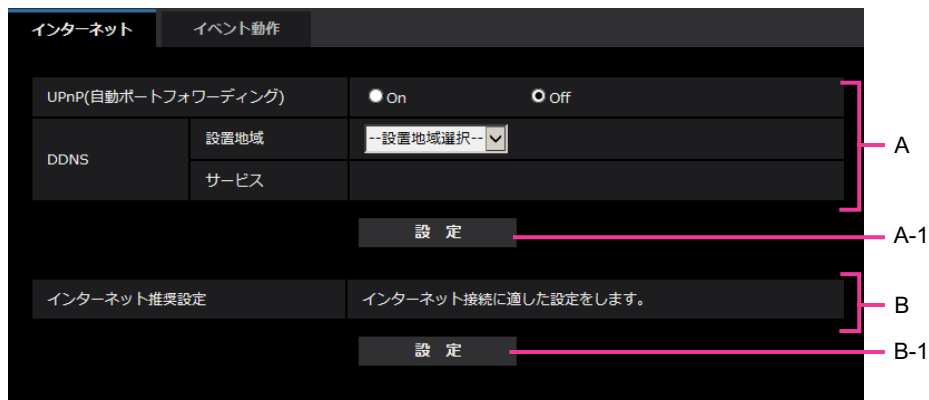 インターネット イベント動作
UPnP(自動ポートフォワーディング) On Off
DDNS 設置地域 --設置地域選択--
サービス
A
設 定
A-1
インターネット推奨設定 インターネット接続に適した設定をします。
B
設 定
B-1